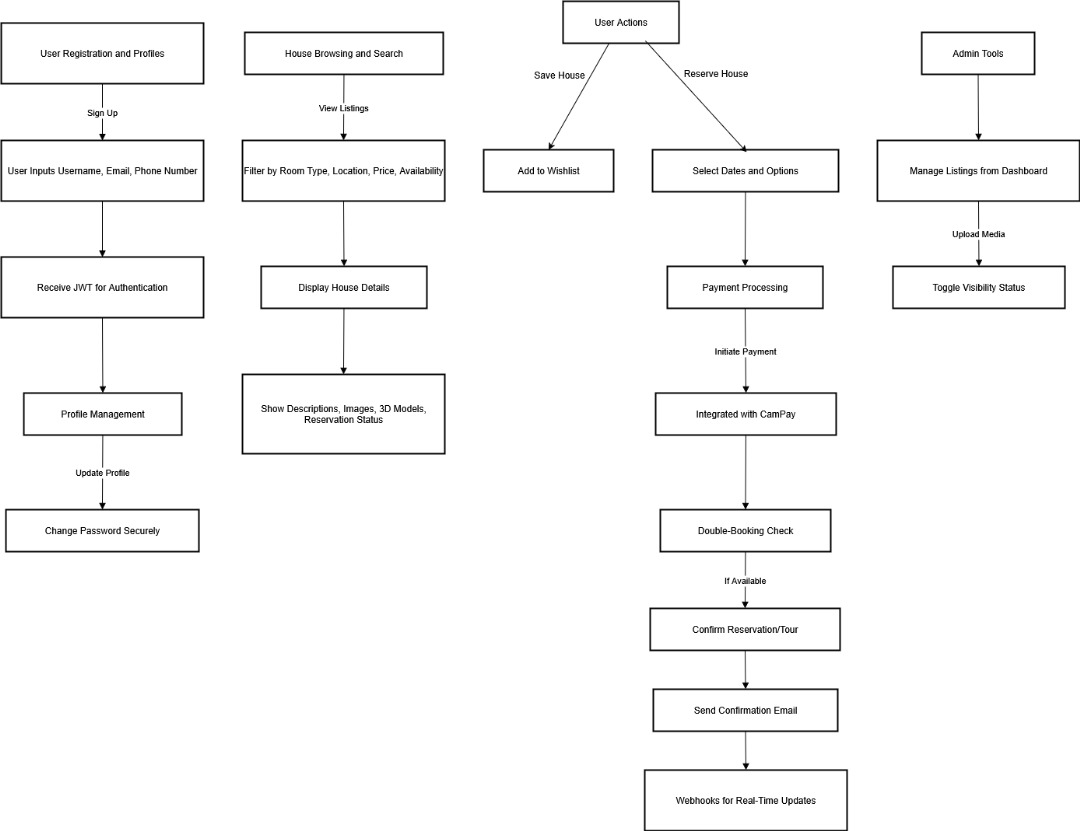 User Registration and Profiles
Sign Up
User Inputs Username, Email, Phone Number
Receive JWT for Authentication
Profile Management
Update Profile
Change Password Securely
House Browsing and Search
View Listings
Filter by Room Type, Location, Price, Availability
Display House Details
Show Descriptions, Images, 3D Models,
Reservation Status
User Actions
Save House
Reserve House
Add to Wishlist
Select Dates and Options
Payment Processing
Initiate Payment
Integrated with CamPay
Double-Booking Check
If Available
Confirm Reservation/Tour
Send Confirmation Email
Webhooks for Real-Time Updates
Admin Tools
Manage Listings from Dashboard
Upload Media
Toggle Visibility Status